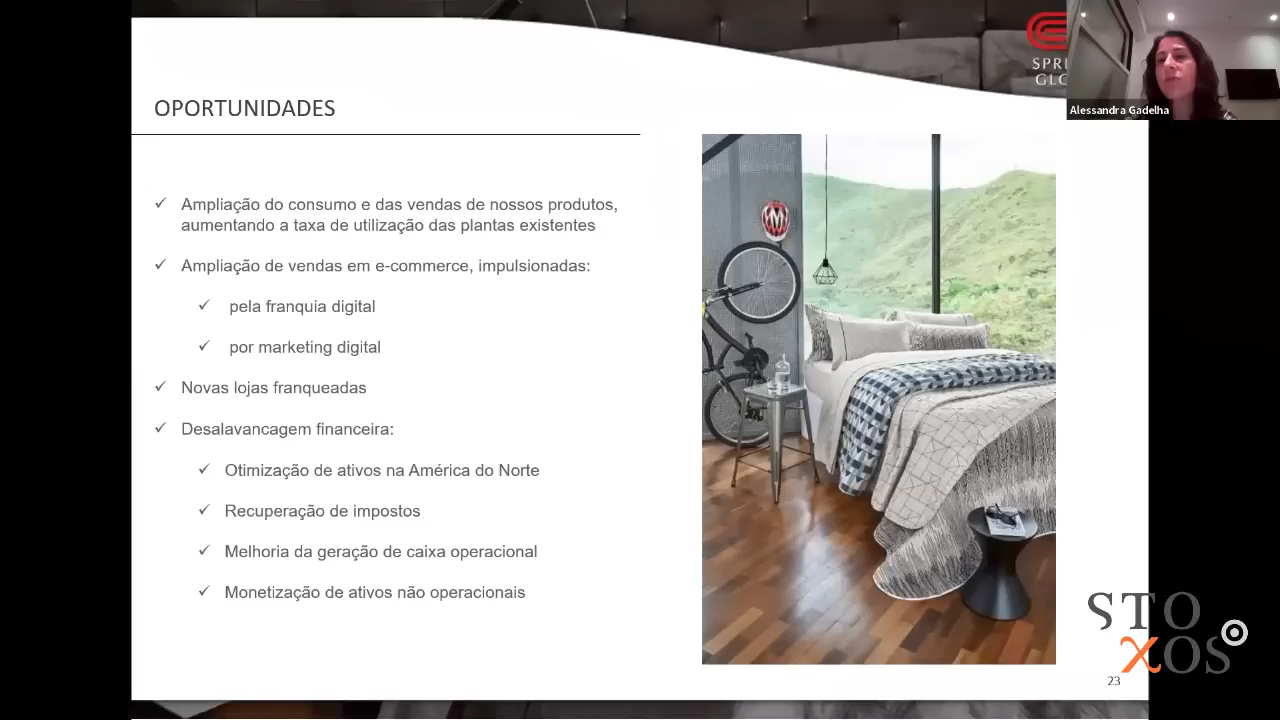 SPRI
GLO
Alessandra Gadelha
OPORTUNIDADES
✓ Ampliação do consumo e das vendas de nossos produtos,
aumentando a taxa de utilização das plantas existentes
✓ Ampliação de vendas em e-commerce, impulsionadas:
✓ pela franquia digital
✓ por marketing digital
✓ Novas lojas franqueadas
✓ Desalavancagem financeira:
✓ Otimização de ativos na América do Norte
✓ Recuperação de impostos
✓ Melhoria da geração de caixa operacional
✓ Monetização de ativos não operacionais
STO
XOS
23